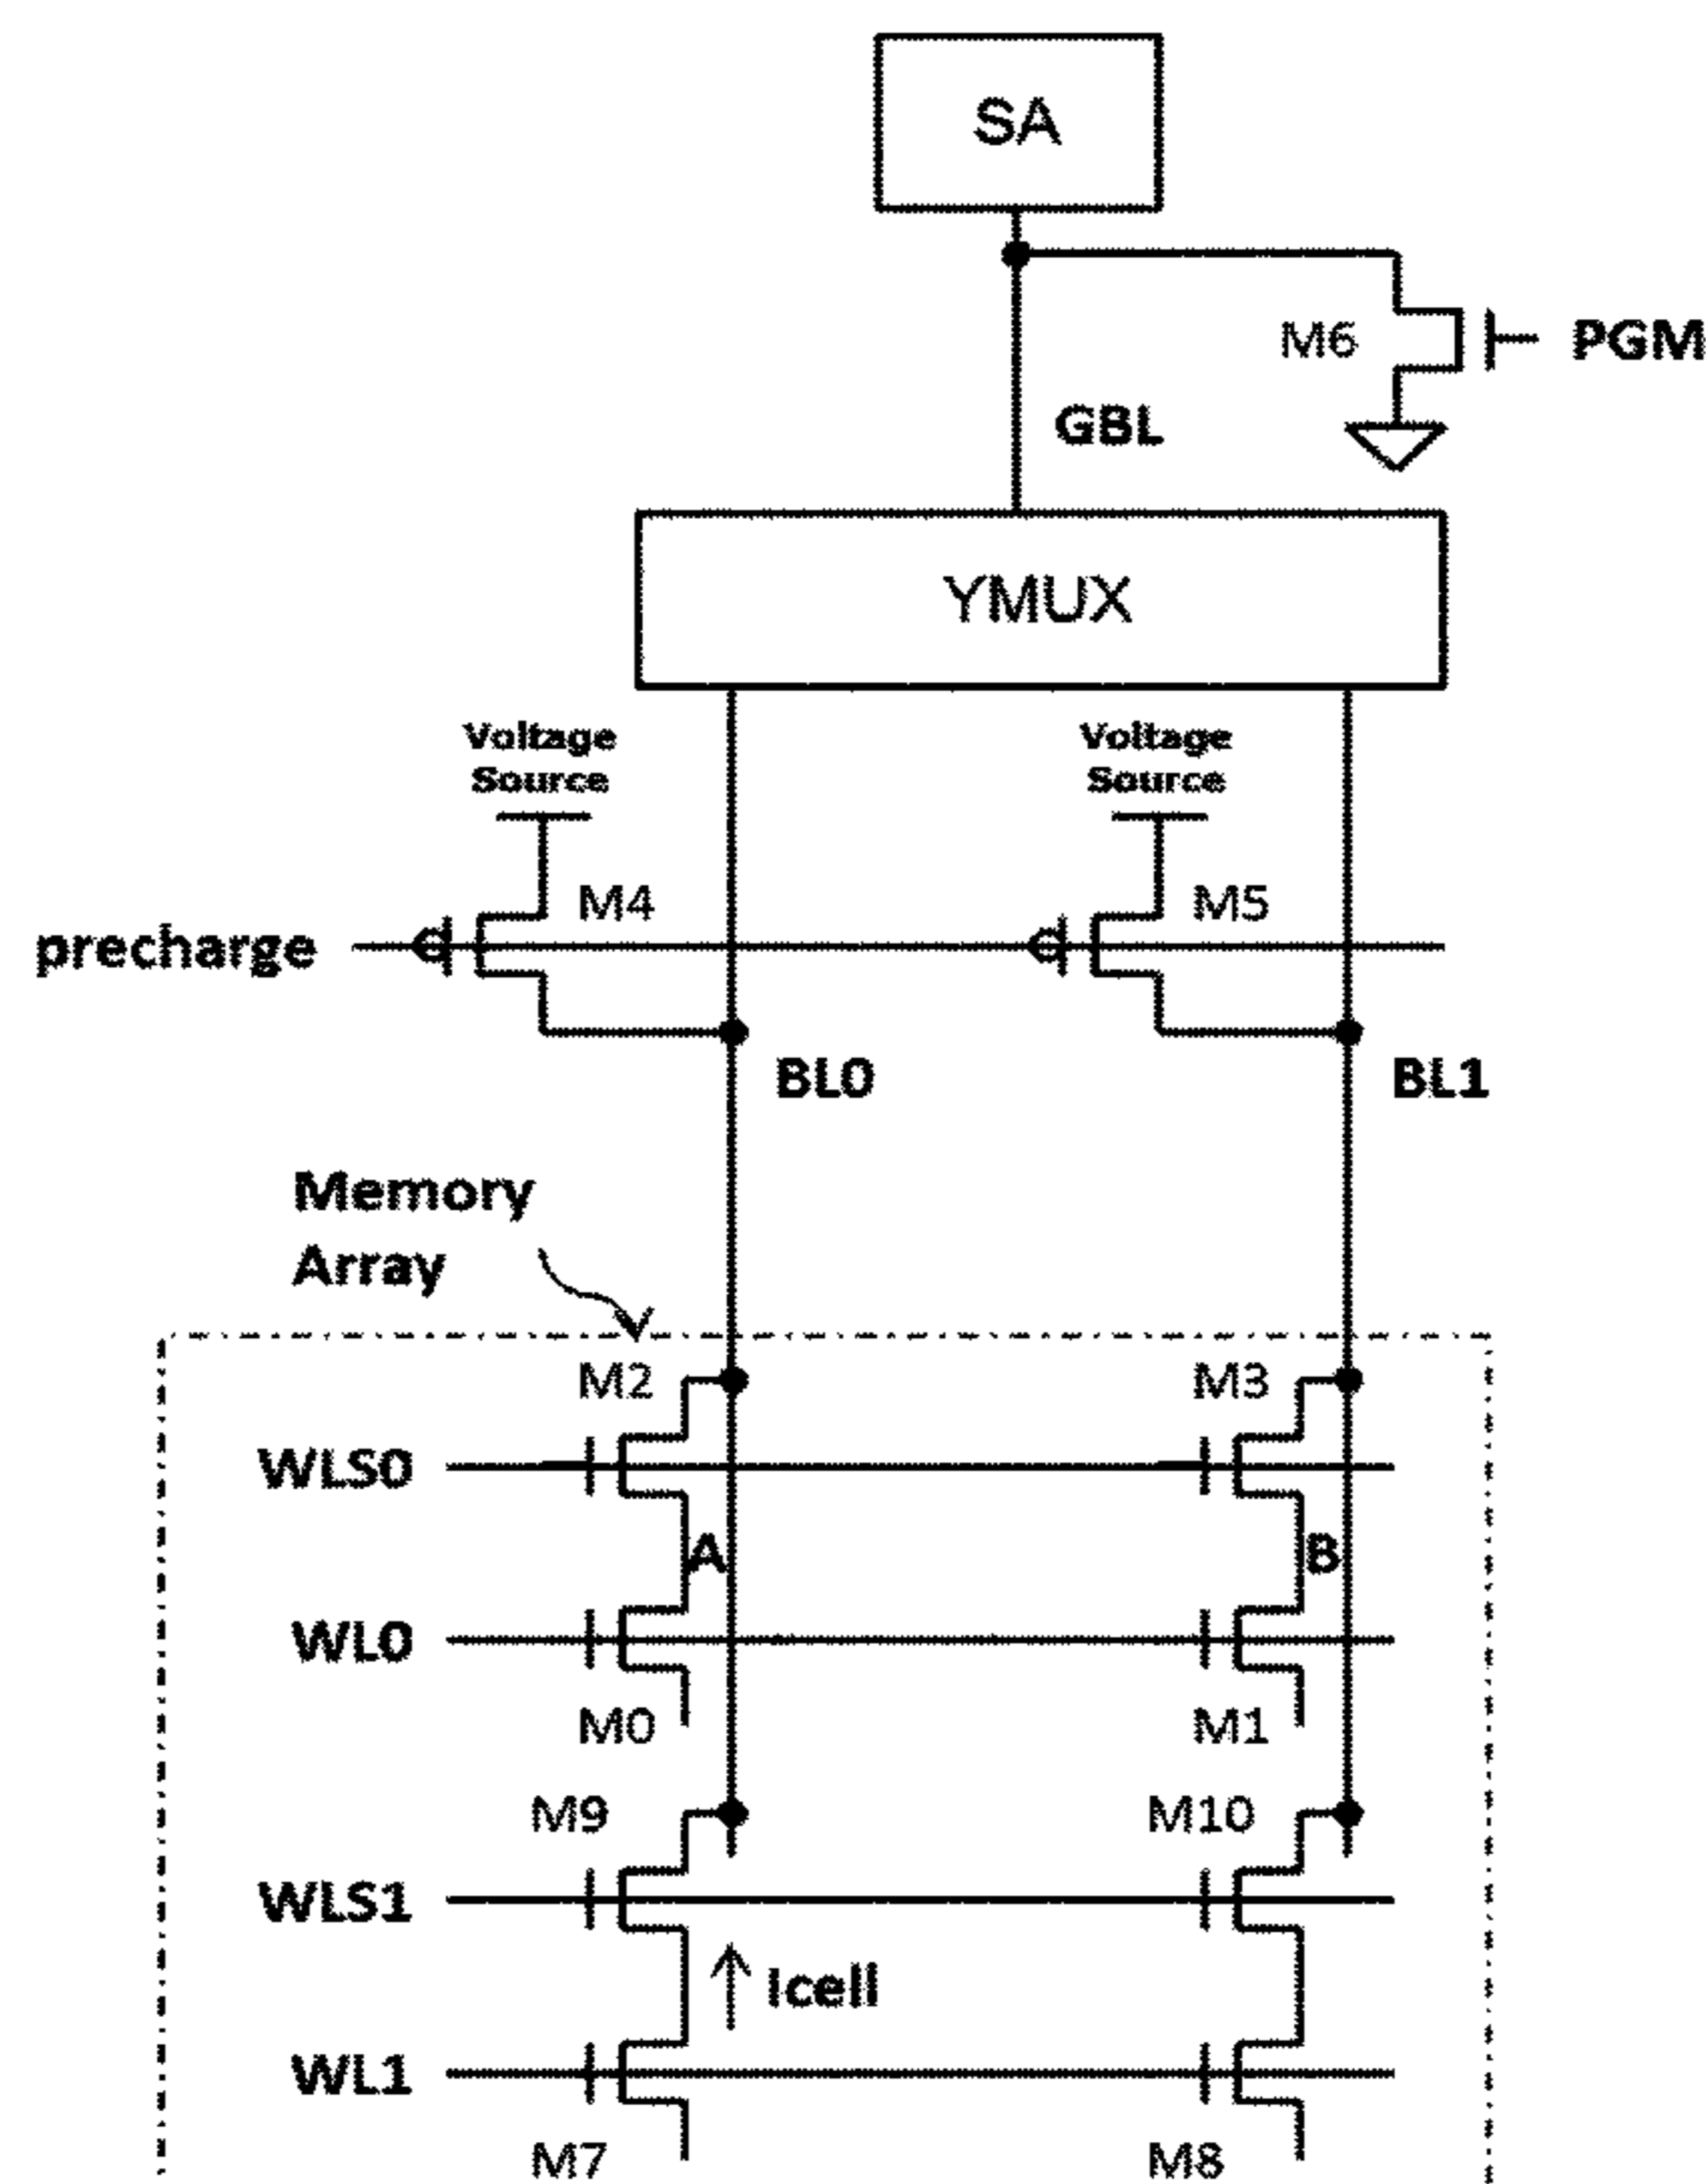 SA
M6
PGM
GBL
YMUX
Voltage
Source
Voltage
Source
M4
M5
precharge
BL0
BL1
Memory
Array
M2
M3
WLS0
A
B
WL0
M0
M1
M9
M10
WLS1
Icell
WL1
M7
M8